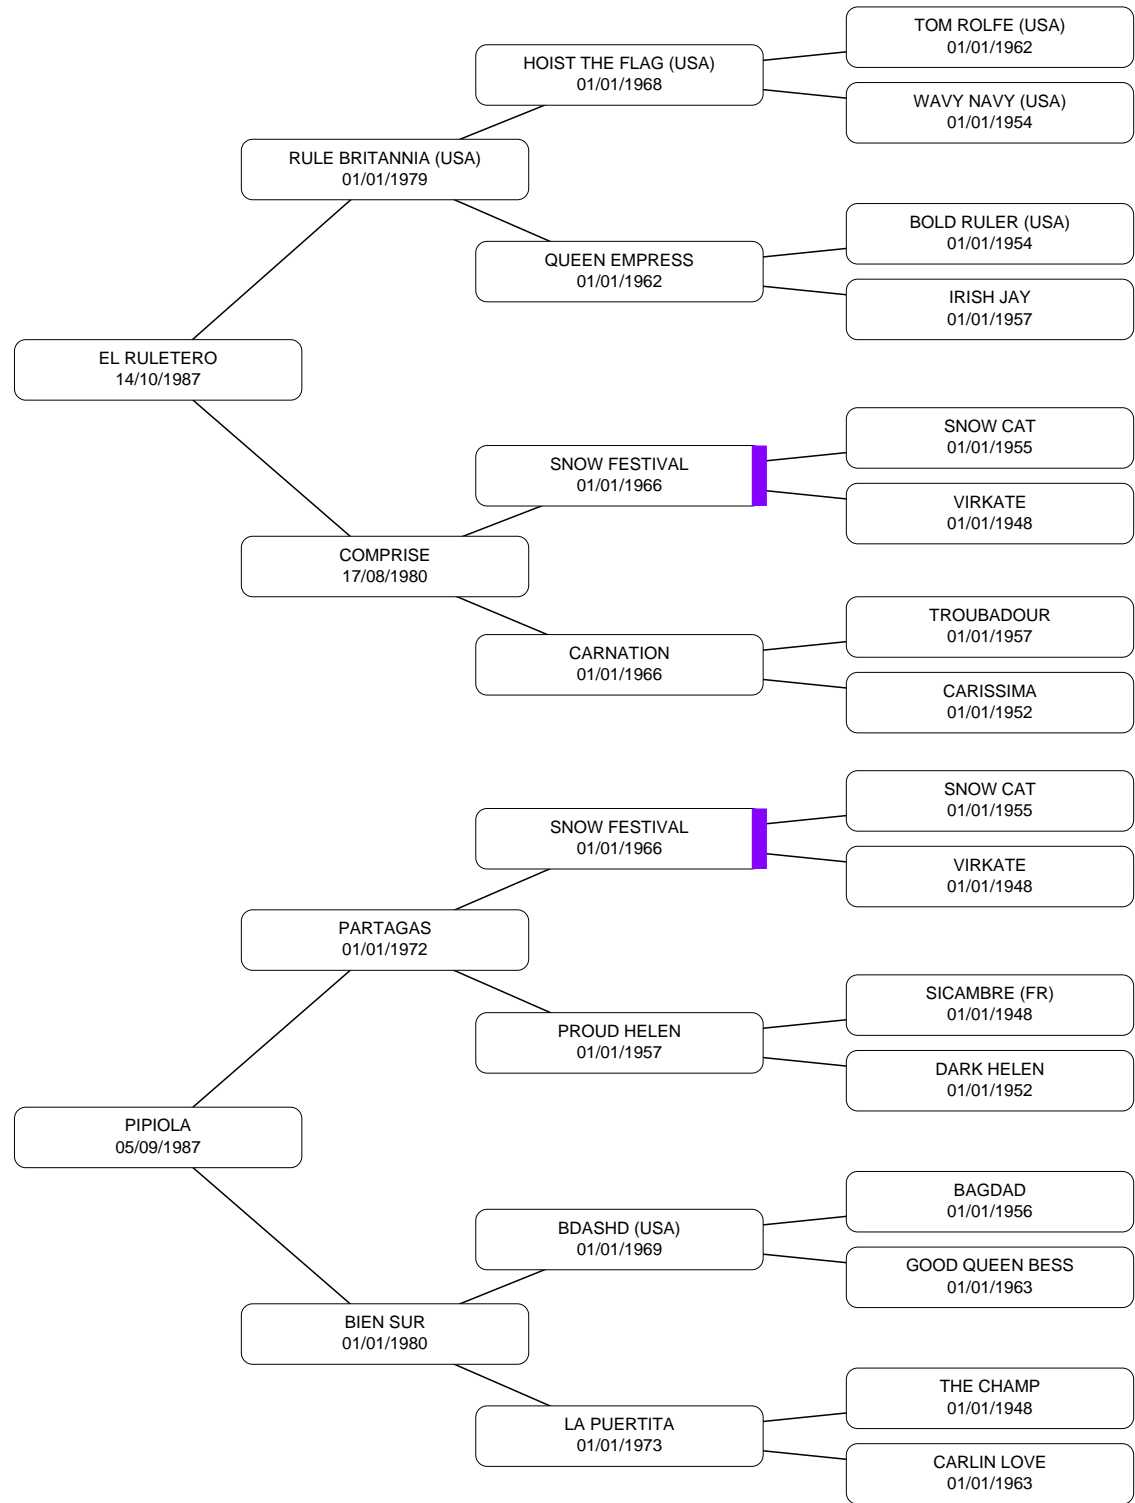 TOM ROLFE (USA)
01/01/1962
HOIST THE FLAG (USA)
01/01/1968
WAVY NAVY (USA)
01/01/1954
RULE BRITANNIA (USA)
01/01/1979
BOLD RULER (USA)
01/01/1954
QUEEN EMPRESS
01/01/1962
IRISH JAY
01/01/1957
EL RULETERO
14/10/1987
SNOW CAT
01/01/1955
SNOW FESTIVAL
01/01/1966
VIRKATE
01/01/1948
COMPRISE
17/08/1980
TROUBADOUR
01/01/1957
CARNATION
01/01/1966
CARISSIMA
01/01/1952
SNOW CAT
01/01/1955
SNOW FESTIVAL
01/01/1966
VIRKATE
01/01/1948
PARTAGAS
01/01/1972
SICAMBRE (FR)
01/01/1948
PROUD HELEN
01/01/1957
DARK HELEN
01/01/1952
PIPIOLA
05/09/1987
BAGDAD
01/01/1956
BDASHD (USA)
01/01/1969
GOOD QUEEN BESS
01/01/1963
BIEN SUR
01/01/1980
THE CHAMP
01/01/1948
LA PUERTITA
01/01/1973
CARLIN LOVE
01/01/1963